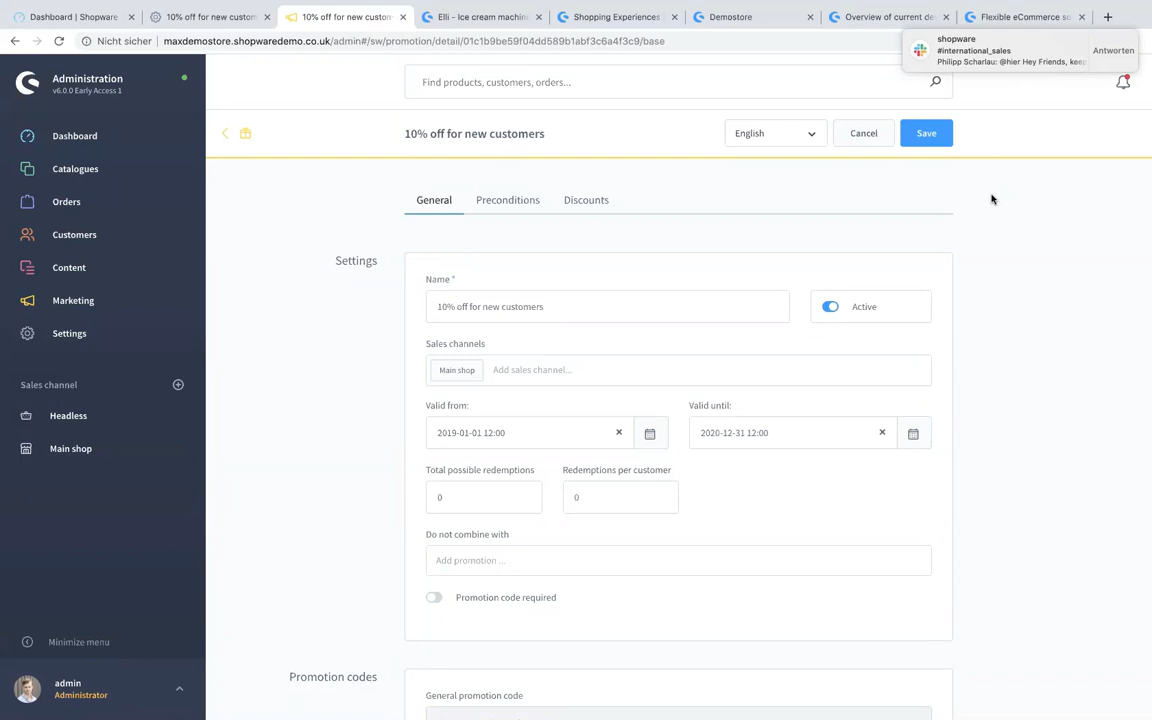 Dashboard | Shopware
10% off for new custom
10% off for new custom
Elli - Ice cream machin
Shopping Experiences
Demostore
Overview of current de
Flexible eCommerce so
Nicht sicher | maxdemostore.shopwaredemo.co.uk/admin#/sw/promotion/detail/01c1b9be59f04dd589b1abf3c6a4f3c9/base
shopware
#international_sales
Philipp Scharlau: @hier Hey Friends, keep
Antworten
Administration
v6.0.0 Early Access 1
Find products, customers, orders...
10% off for new customers
English
Cancel
Save
Dashboard
Catalogues
Orders
Customers
Content
Marketing
Settings
Sales channel
Headless
Main shop
Minimize menu
admin
Administrator
General
Preconditions
Discounts
Settings
Name *
10% off for new customers
Active
Sales channels
Main shop
Add sales channel...
Valid from:
Valid until:
2019-01-01 12:00
2020-12-31 12:00
Total possible redemptions
Redemptions per customer
0
0
Do not combine with
Add promotion ...
Promotion code required
Promotion codes
General promotion code